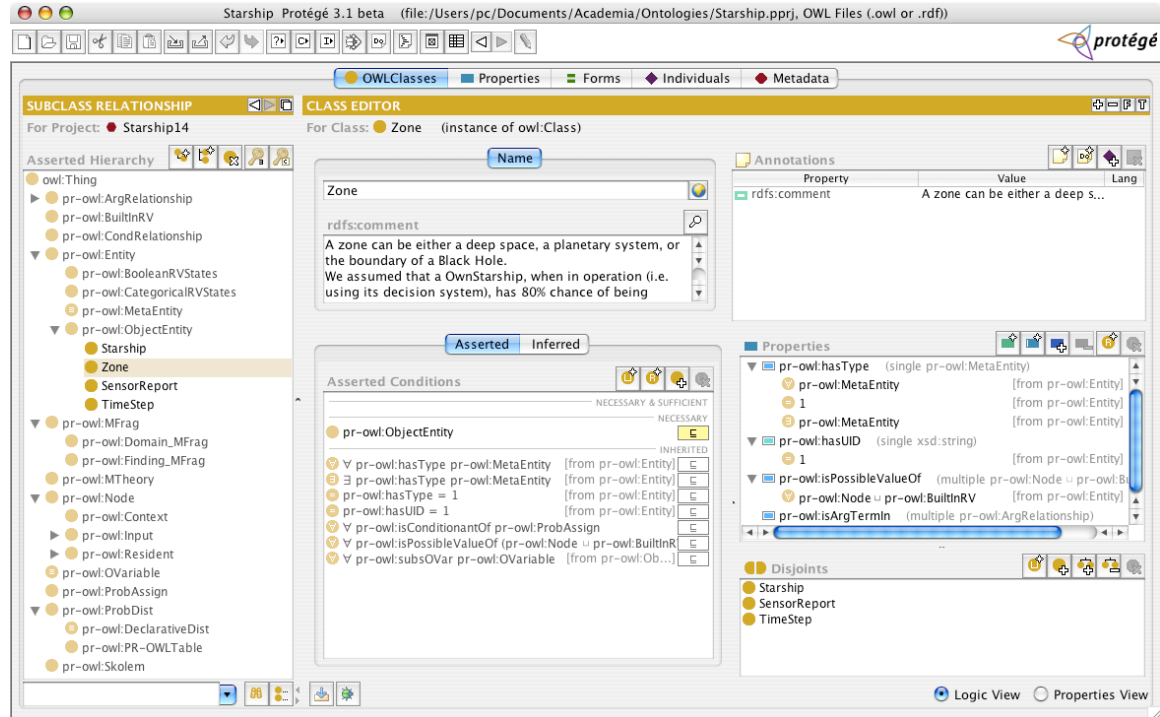 Starship Protégé 3.1 beta (file:/Users/pc/Documents/Academia/Ontologies/Starship.pprj, OWL Files (.owl or .rdf))
protégé
OWLClasses Properties Forms Individuals Metadata
SUBCLASS RELATIONSHIP
For Project: Starship14
Asserted Hierarchy
owl:Thing
pr-owl:ArgRelationship
pr-owl:BuiltInRV
pr-owl:CondRelationship
pr-owl:Entity
pr-owl:BooleanRVStates
pr-owl:CategoricalRVStates
pr-owl:MetaEntity
pr-owl:ObjectEntity
Starship
Zone
SensorReport
TimeStep
pr-owl:MFrag
pr-owl:Domain_MFrag
pr-owl:Finding_MFrag
pr-owl:MTheory
pr-owl:Node
pr-owl:Context
pr-owl:Input
pr-owl:Resident
pr-owl:OVariable
pr-owl:ProbAssign
pr-owl:ProbDist
pr-owl:DeclarativeDist
pr-owl:PR-OWLTable
pr-owl:Skolem
CLASS EDITOR
For Class: Zone (instance of owl:Class)
Name
Zone
rdfs:comment
A zone can be either a deep space, a planetary system, or
the boundary of a Black Hole.
We assumed that a OwnStarship, when in operation (i.e.
using its decision system), has 80% chance of being
Asserted Inferred
Asserted Conditions
NECESSARY & SUFFICIENT
NECESSARY
pr-owl:ObjectEntity ⊑
INHERITED
∀ pr-owl:hasType pr-owl:MetaEntity [from pr-owl:Entity] ⊑
∃ pr-owl:hasType pr-owl:MetaEntity [from pr-owl:Entity] ⊑
pr-owl:hasType = 1 [from pr-owl:Entity] ⊑
pr-owl:hasUID = 1 [from pr-owl:Entity] ⊑
∀ pr-owl:isConditionantOf pr-owl:ProbAssign ⊑
∀ pr-owl:isPossibleValueOf (pr-owl:Node ⊔ pr-owl:BuiltInR ⊑
∀ pr-owl:subsOVar pr-owl:OVariable [from pr-owl:Ob...] ⊑
Annotations
Property Value Lang
rdfs:comment A zone can be either a deep s...
Properties
pr-owl:hasType (single pr-owl:MetaEntity)
pr-owl:MetaEntity [from pr-owl:Entity]
1 [from pr-owl:Entity]
pr-owl:MetaEntity [from pr-owl:Entity]
pr-owl:hasUID (single xsd:string)
1 [from pr-owl:Entity]
pr-owl:isPossibleValueOf (multiple pr-owl:Node ⊔ pr-owl:Bu
pr-owl:Node ⊔ pr-owl:BuiltInRV [from pr-owl:Entity]
pr-owl:isArgTermIn (multiple pr-owl:ArgRelationship)
Disjoints
Starship
SensorReport
TimeStep
Logic View Properties View